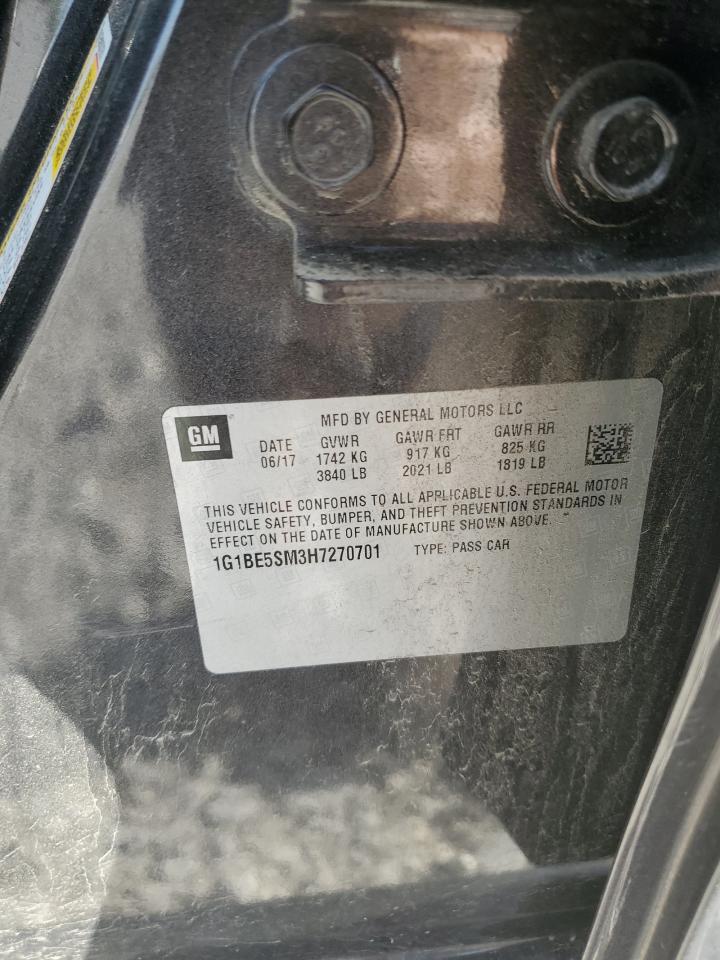 GM
MFD BY GENERAL MOTORS LLC
DATE GVWR GAWR FRT GAWR RR
06/17 1742 KG 917 KG 825 KG
3840 LB 2021 LB 1819 LB
THIS VEHICLE CONFORMS TO ALL APPLICABLE U.S. FEDERAL MOTOR
VEHICLE SAFETY, BUMPER, AND THEFT PREVENTION STANDARDS IN
EFFECT ON THE DATE OF MANUFACTURE SHOWN ABOVE.
1G1BE5SM3H7270701 TYPE: PASS CAR